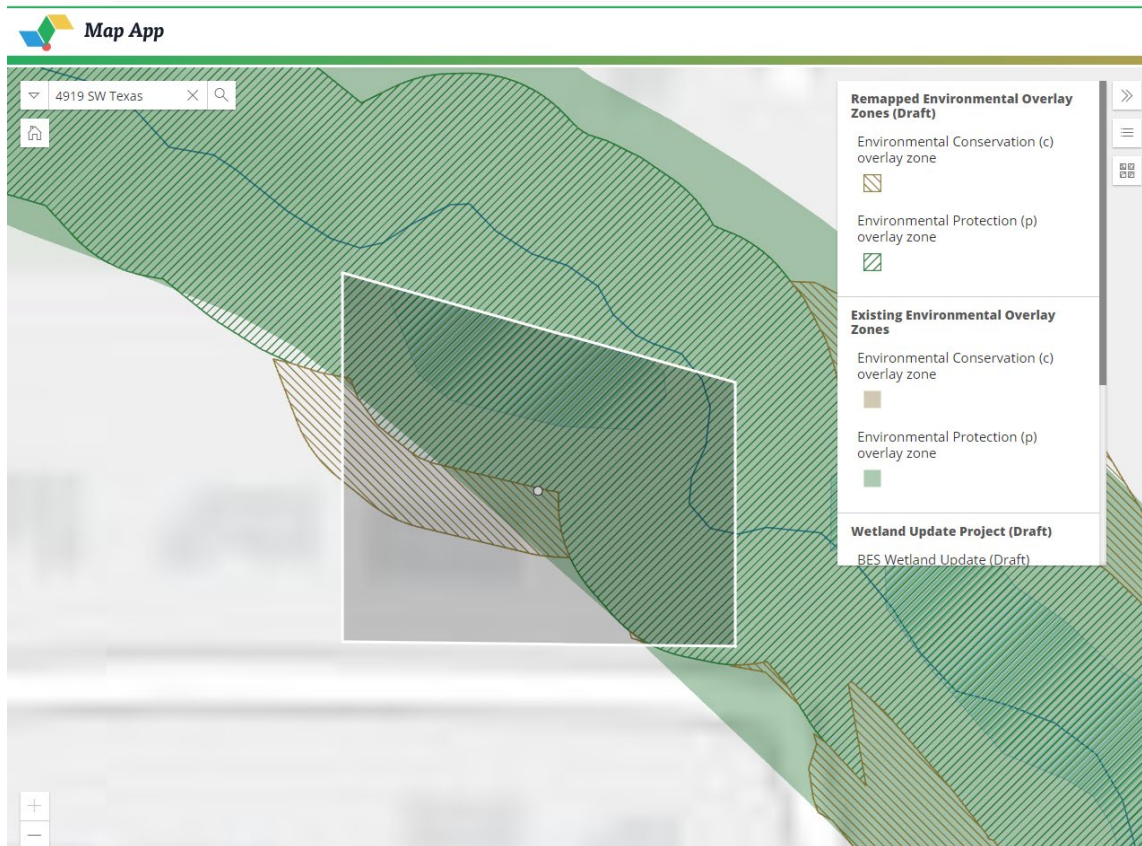 Map App
4919 SW Texas
Remapped Environmental Overlay
Zones (Draft)
Environmental Conservation (c)
overlay zone
Environmental Protection (p)
overlay zone
Existing Environmental Overlay
Zones
Environmental Conservation (c)
overlay zone
Environmental Protection (p)
overlay zone
Wetland Update Project (Draft)
BES Wetland Update (Draft)